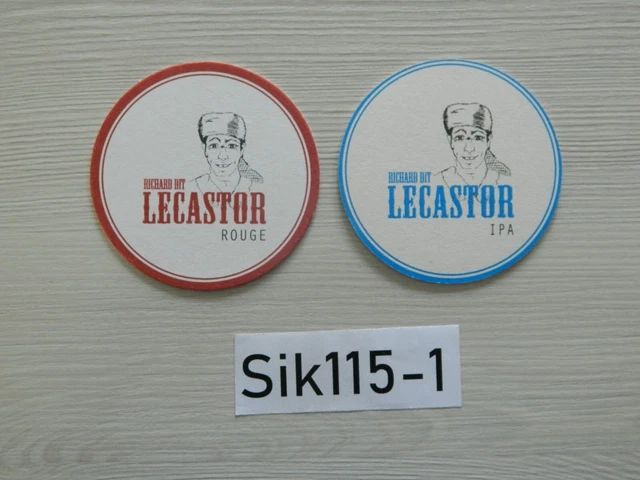 RICHARD DIT
LECASTOR
ROUGE
RICHARD DIT
LECASTOR
IPA
Sik115-1